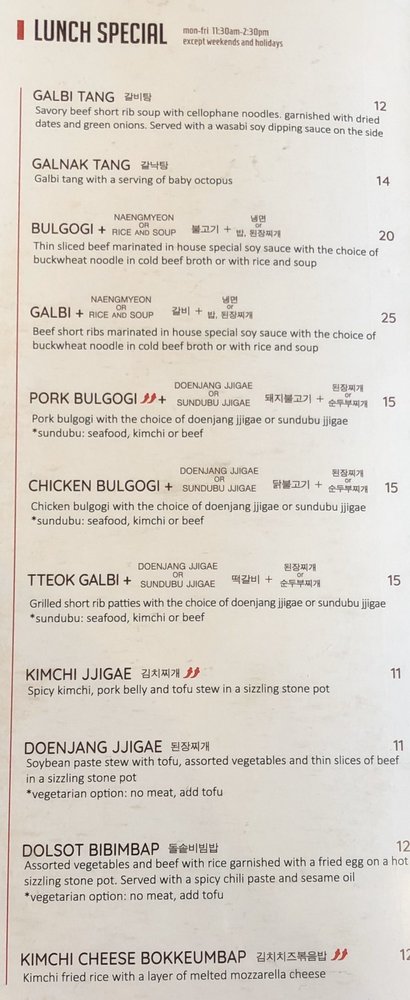 LUNCH SPECIAL mon-fri 11:30am-2:30pm
except weekends and holidays
GALBI TANG 갈비탕 12
Savory beef short rib soup with cellophane noodles. garnished with dried
dates and green onions. Served with a wasabi soy dipping sauce on the side
GALNAK TANG 갈낙탕
Galbi tang with a serving of baby octopus 14
BULGOGI + NAENGMYEON OR RICE AND SOUP 불고기 + 냉면 or 밥, 된장찌개 20
Thin sliced beef marinated in house special soy sauce with the choice of
buckwheat noodle in cold beef broth or with rice and soup
GALBI + NAENGMYEON OR RICE AND SOUP 갈비 + 냉면 or 밥, 된장찌개 25
Beef short ribs marinated in house special soy sauce with the choice of
buckwheat noodle in cold beef broth or with rice and soup
PORK BULGOGI + DOENJANG JJIGAE OR SUNDUBU JJIGAE 돼지불고기 + 된장찌개 or 순두부찌개 15
Pork bulgogi with the choice of doenjang jjigae or sundubu jjigae
*sundubu: seafood, kimchi or beef
CHICKEN BULGOGI + DOENJANG JJIGAE OR SUNDUBU JJIGAE 닭불고기 + 된장찌개 or 순두부찌개 15
Chicken bulgogi with the choice of doenjang jjigae or sundubu jjigae
*sundubu: seafood, kimchi or beef
TTEOK GALBI + DOENJANG JJIGAE OR SUNDUBU JJIGAE 떡갈비 + 된장찌개 or 순두부찌개 15
Grilled short rib patties with the choice of doenjang jjigae or sundubu jjigae
*sundubu: seafood, kimchi or beef
KIMCHI JJIGAE 김치찌개 11
Spicy kimchi, pork belly and tofu stew in a sizzling stone pot
DOENJANG JJIGAE 된장찌개 11
Soybean paste stew with tofu, assorted vegetables and thin slices of beef
in a sizzling stone pot
*vegetarian option: no meat, add tofu
DOLSOT BIBIMBAP 돌솥비빔밥 12
Assorted vegetables and beef with rice garnished with a fried egg on a hot
sizzling stone pot. Served with a spicy chili paste and sesame oil
*vegetarian option: no meat, add tofu
KIMCHI CHEESE BOKKEUMBAP 김치치즈볶음밥 12
Kimchi fried rice with a layer of melted mozzarella cheese